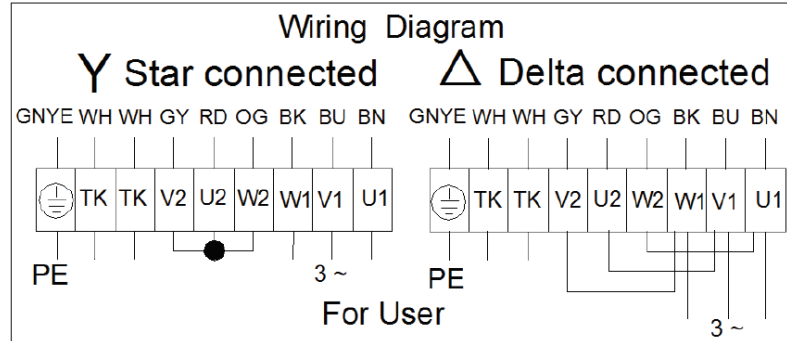 Wiring Diagram
Y Star connected
△ Delta connected
GNYE WH WH GY RD OG BK BU BN
GNYE WH WH GY RD OG BK BU BN
TK TK V2 U2 W2 W1 V1 U1
TK TK V2 U2 W2 W1 V1 U1
PE
3 ~
PE
For User
3 ~